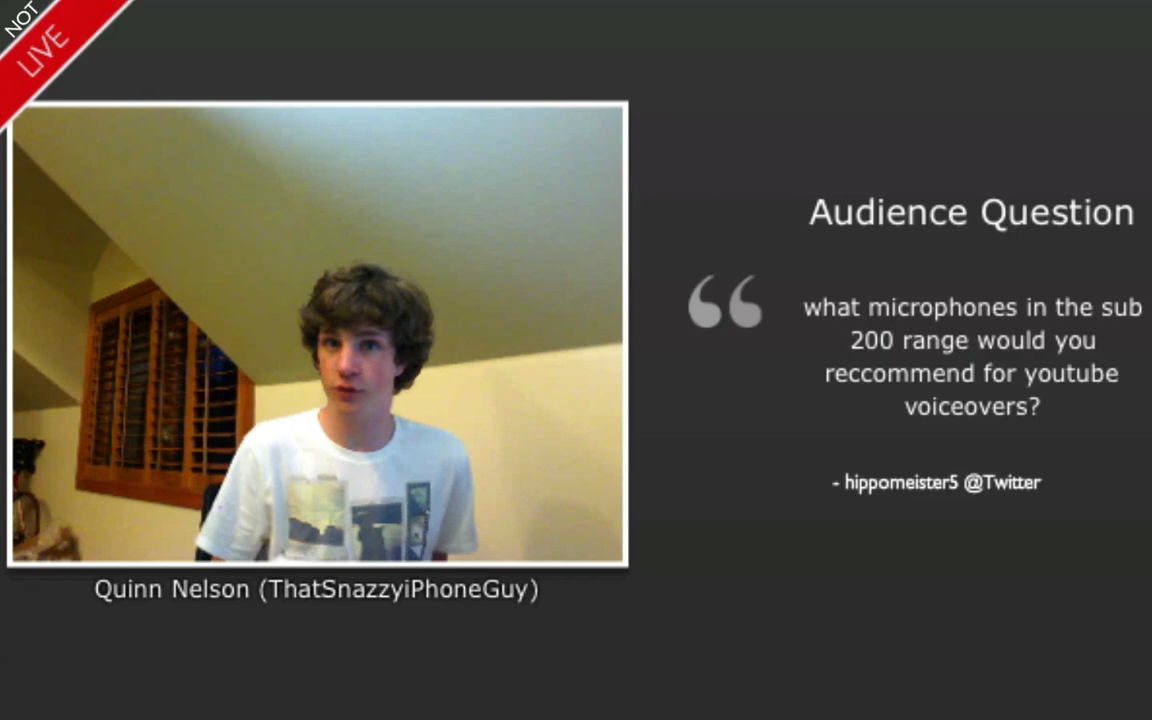 NOT
LIVE
Audience Question
“
what microphones in the sub
200 range would you
reccommend for youtube
voiceovers?
- hippomeister5 @Twitter
Quinn Nelson (ThatSnazzyiPhoneGuy)